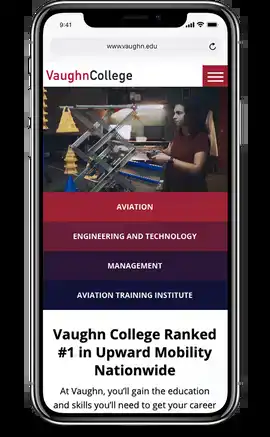 9:41
www.vaughn.edu
VaughnCollege
AVIATION
ENGINEERING AND TECHNOLOGY
MANAGEMENT
AVIATION TRAINING INSTITUTE
Vaughn College Ranked
#1 in Upward Mobility
Nationwide
At Vaughn, you'll gain the education
and skills you'll need to get your career